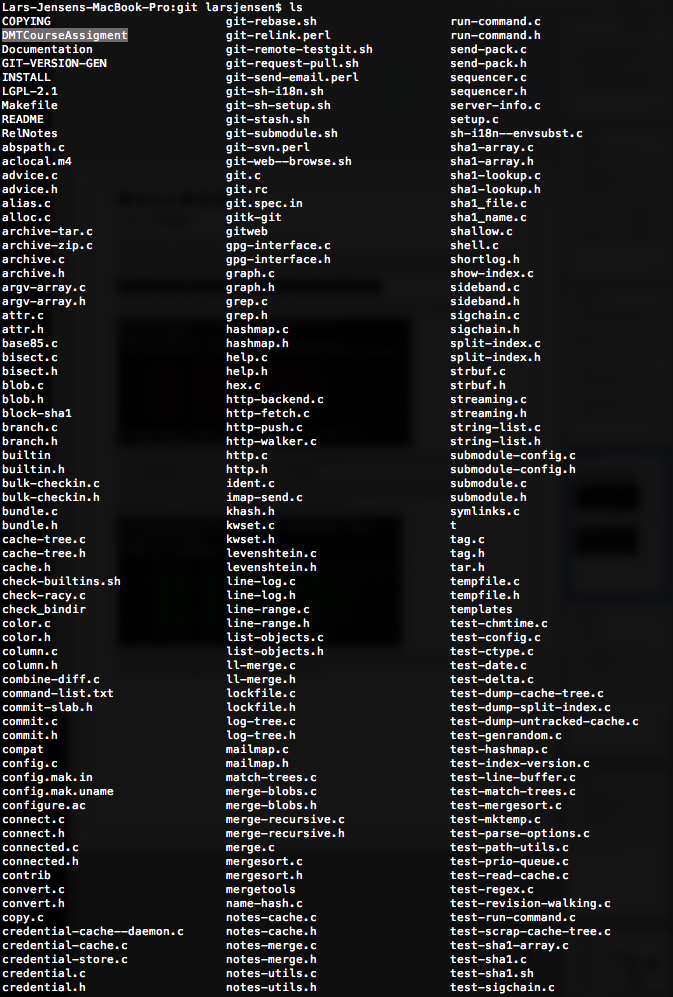 Lars-Jensens-MacBook-Pro:git larsjensen$ ls
COPYING git-rebase.sh run-command.c
DMTCourseAssigment git-relink.perl run-command.h
Documentation git-remote-testgit.sh send-pack.c
GIT-VERSION-GEN git-request-pull.sh send-pack.h
INSTALL git-send-email.perl sequencer.c
LGPL-2.1 git-sh-i18n.sh sequencer.h
Makefile git-sh-setup.sh server-info.c
README git-stash.sh setup.c
RelNotes git-submodule.sh sh-i18n--envsubst.c
abspath.c git-svn.perl sha1-array.c
aclocal.m4 git-web--browse.sh sha1-array.h
advice.c git.c sha1-lookup.c
advice.h git.rc sha1-lookup.h
alias.c git.spec.in sha1_file.c
alloc.c gitk-git sha1_name.c
archive-tar.c gitweb shallow.c
archive-zip.c gpg-interface.c shell.c
archive.c gpg-interface.h shortlog.h
archive.h graph.c show-index.c
argv-array.c graph.h sideband.c
argv-array.h grep.c sideband.h
attr.c grep.h sigchain.c
attr.h hashmap.c sigchain.h
base85.c hashmap.h split-index.c
bisect.c help.c split-index.h
bisect.h help.h strbuf.c
blob.c hex.c strbuf.h
blob.h http-backend.c streaming.c
block-sha1 http-fetch.c streaming.h
branch.c http-push.c string-list.c
branch.h http-walker.c string-list.h
builtin http.c submodule-config.c
builtin.h http.h submodule-config.h
bulk-checkin.c ident.c submodule.c
bulk-checkin.h imap-send.c submodule.h
bundle.c khash.h symlinks.c
bundle.h kwset.c t
cache-tree.c kwset.h tag.c
cache-tree.h levenshtein.c tag.h
cache.h levenshtein.h tar.h
check-builtins.sh line-log.c tempfile.c
check-racy.c line-log.h tempfile.h
check_bindir line-range.c templates
color.c line-range.h test-chmtime.c
color.h list-objects.c test-config.c
column.c list-objects.h test-ctype.c
column.h ll-merge.c test-date.c
combine-diff.c ll-merge.h test-delta.c
command-list.txt lockfile.c test-dump-cache-tree.c
commit-slab.h lockfile.h test-dump-split-index.c
commit.c log-tree.c test-dump-untracked-cache.c
commit.h log-tree.h test-genrandom.c
compat mailmap.c test-hashmap.c
config.c mailmap.h test-index-version.c
config.mak.in match-trees.c test-line-buffer.c
config.mak.uname merge-blobs.c test-match-trees.c
configure.ac merge-blobs.h test-mergesort.c
connect.c merge-recursive.c test-mktemp.c
connect.h merge-recursive.h test-parse-options.c
connected.c merge.c test-path-utils.c
connected.h mergesort.c test-prio-queue.c
contrib mergesort.h test-read-cache.c
convert.c mergetools test-regex.c
convert.h name-hash.c test-revision-walking.c
copy.c notes-cache.c test-run-command.c
credential-cache--daemon.c notes-cache.h test-scrap-cache-tree.c
credential-cache.c notes-merge.c test-sha1-array.c
credential-store.c notes-merge.h test-sha1.c
credential.c notes-utils.c test-sha1.sh
credential.h notes-utils.h test-sigchain.c